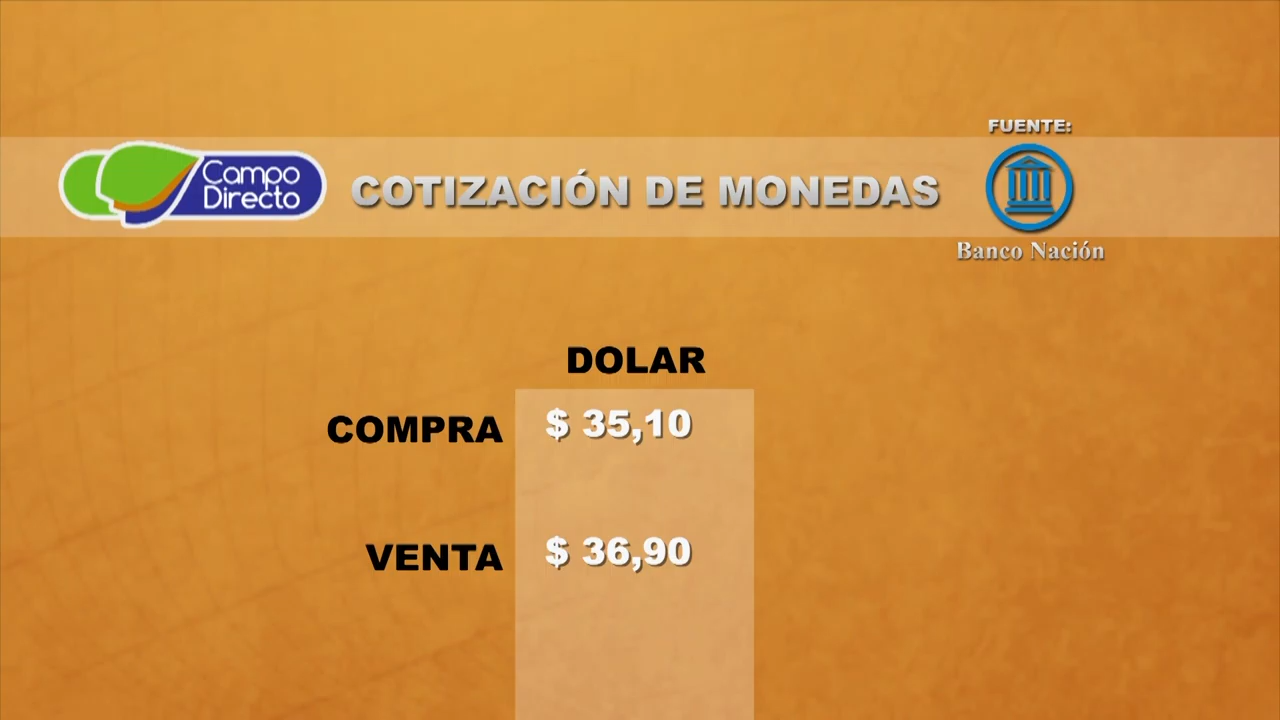 FUENTE:
Campo
Directo
COTIZACIÓN DE MONEDAS
Banco Nación
DOLAR
COMPRA $ 35,10
VENTA $ 36,90